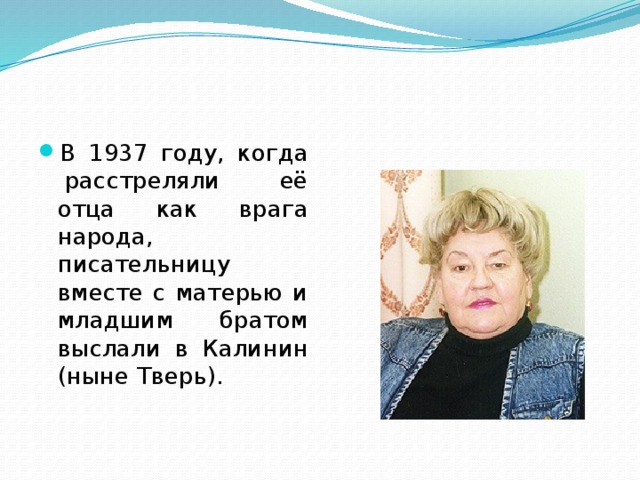 В 1937 году, когда
расстреляли её
отца как врага
народа,
писательницу
вместе с матерью и
младшим братом
выслали в Калинин
(ныне Тверь).